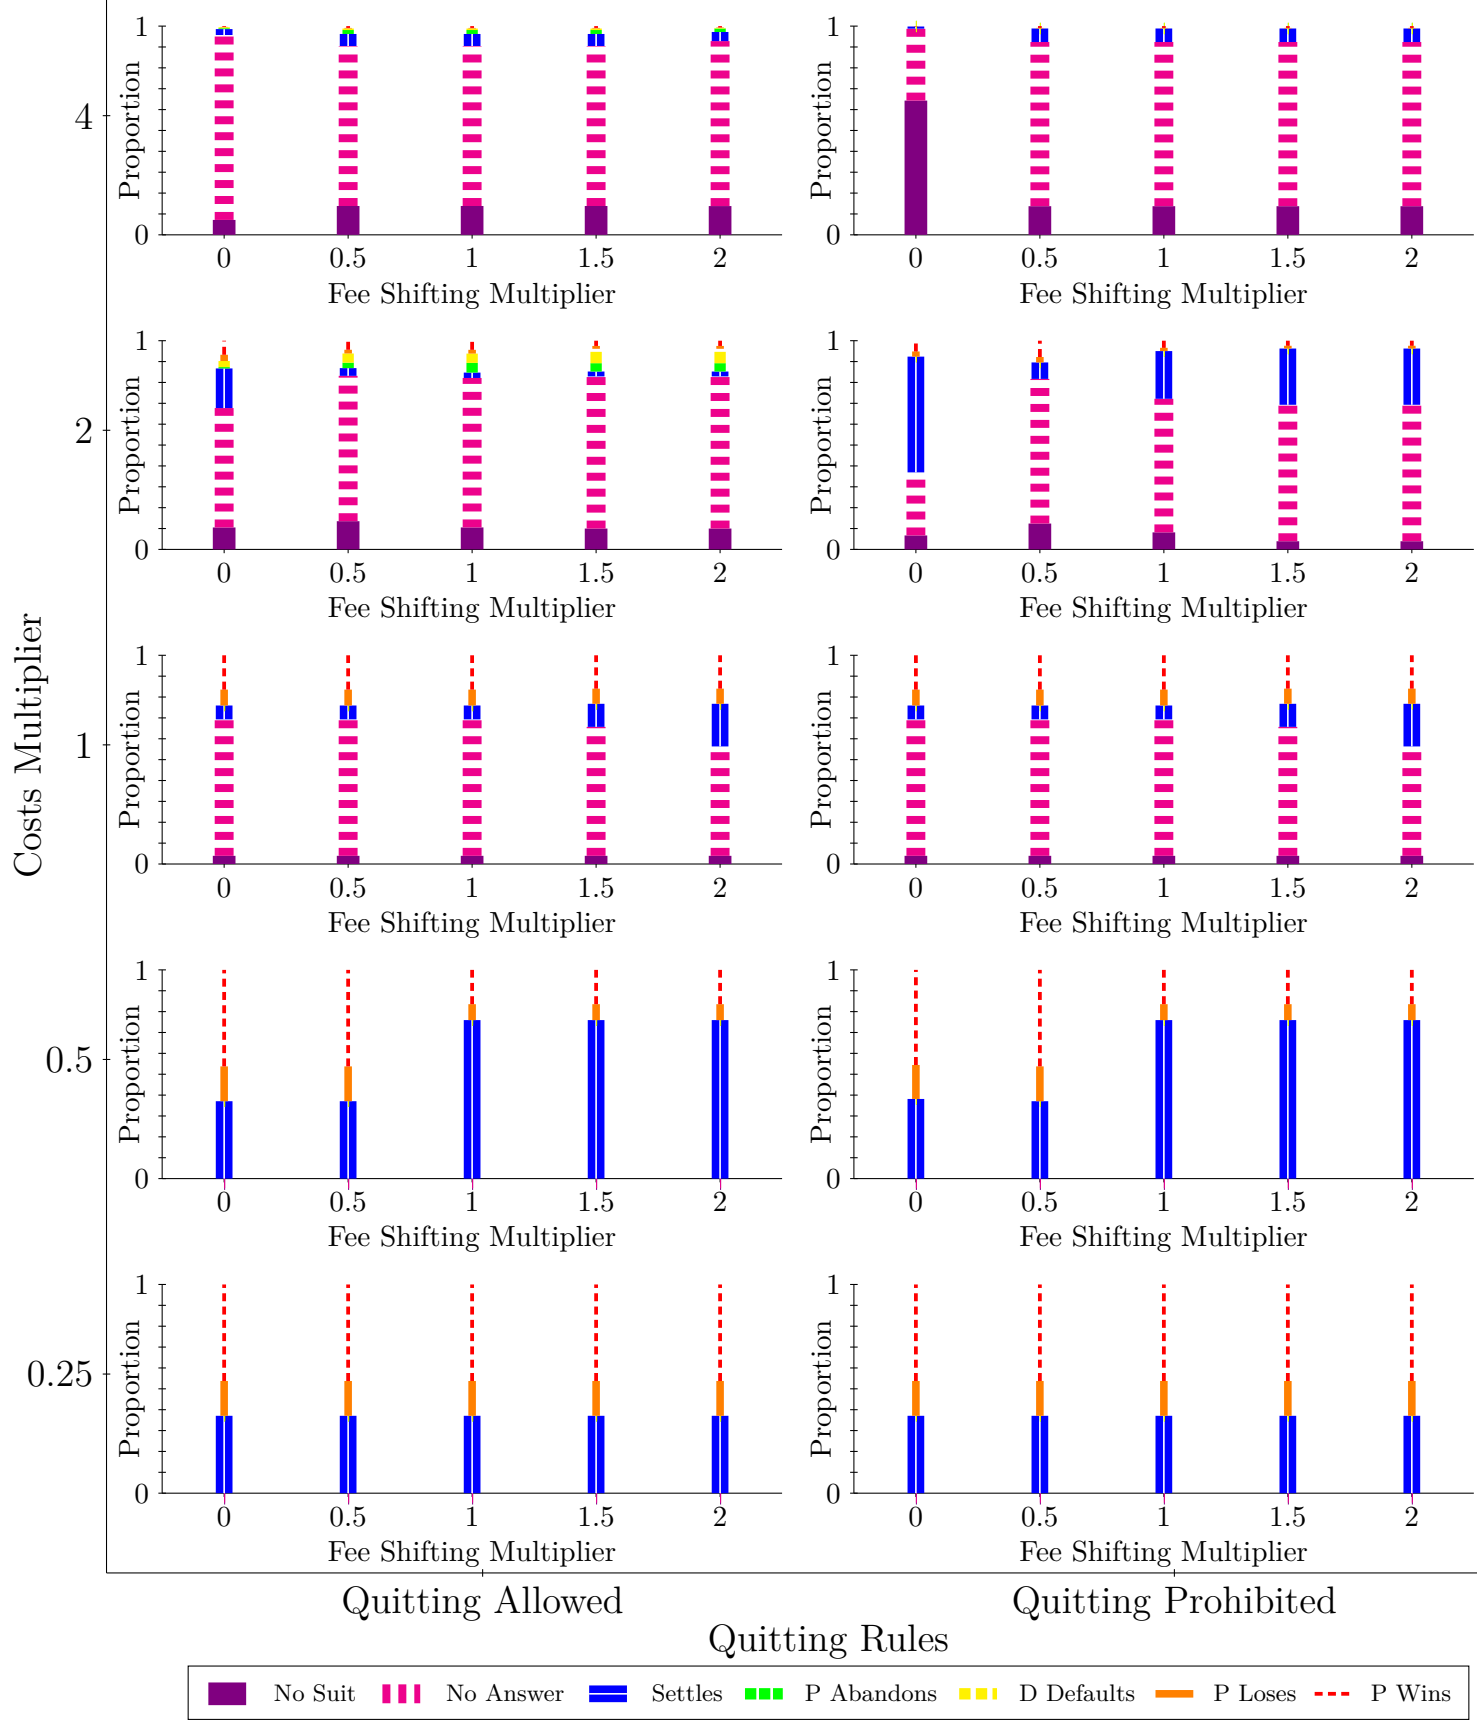 Costs Multiplier
4
Proportion
1
0
0 0.5 1 1.5 2
Fee Shifting Multiplier
Proportion
1
0
0 0.5 1 1.5 2
Fee Shifting Multiplier
2
Proportion
1
0
0 0.5 1 1.5 2
Fee Shifting Multiplier
Proportion
1
0
0 0.5 1 1.5 2
Fee Shifting Multiplier
1
Proportion
1
0
0 0.5 1 1.5 2
Fee Shifting Multiplier
Proportion
1
0
0 0.5 1 1.5 2
Fee Shifting Multiplier
0.5
Proportion
1
0
0 0.5 1 1.5 2
Fee Shifting Multiplier
Proportion
1
0
0 0.5 1 1.5 2
Fee Shifting Multiplier
0.25
Proportion
1
0
0 0.5 1 1.5 2
Fee Shifting Multiplier
Proportion
1
0
0 0.5 1 1.5 2
Fee Shifting Multiplier
Quitting Allowed
Quitting Prohibited
Quitting Rules
No Suit No Answer Settles P Abandons D Defaults P Loses P Wins